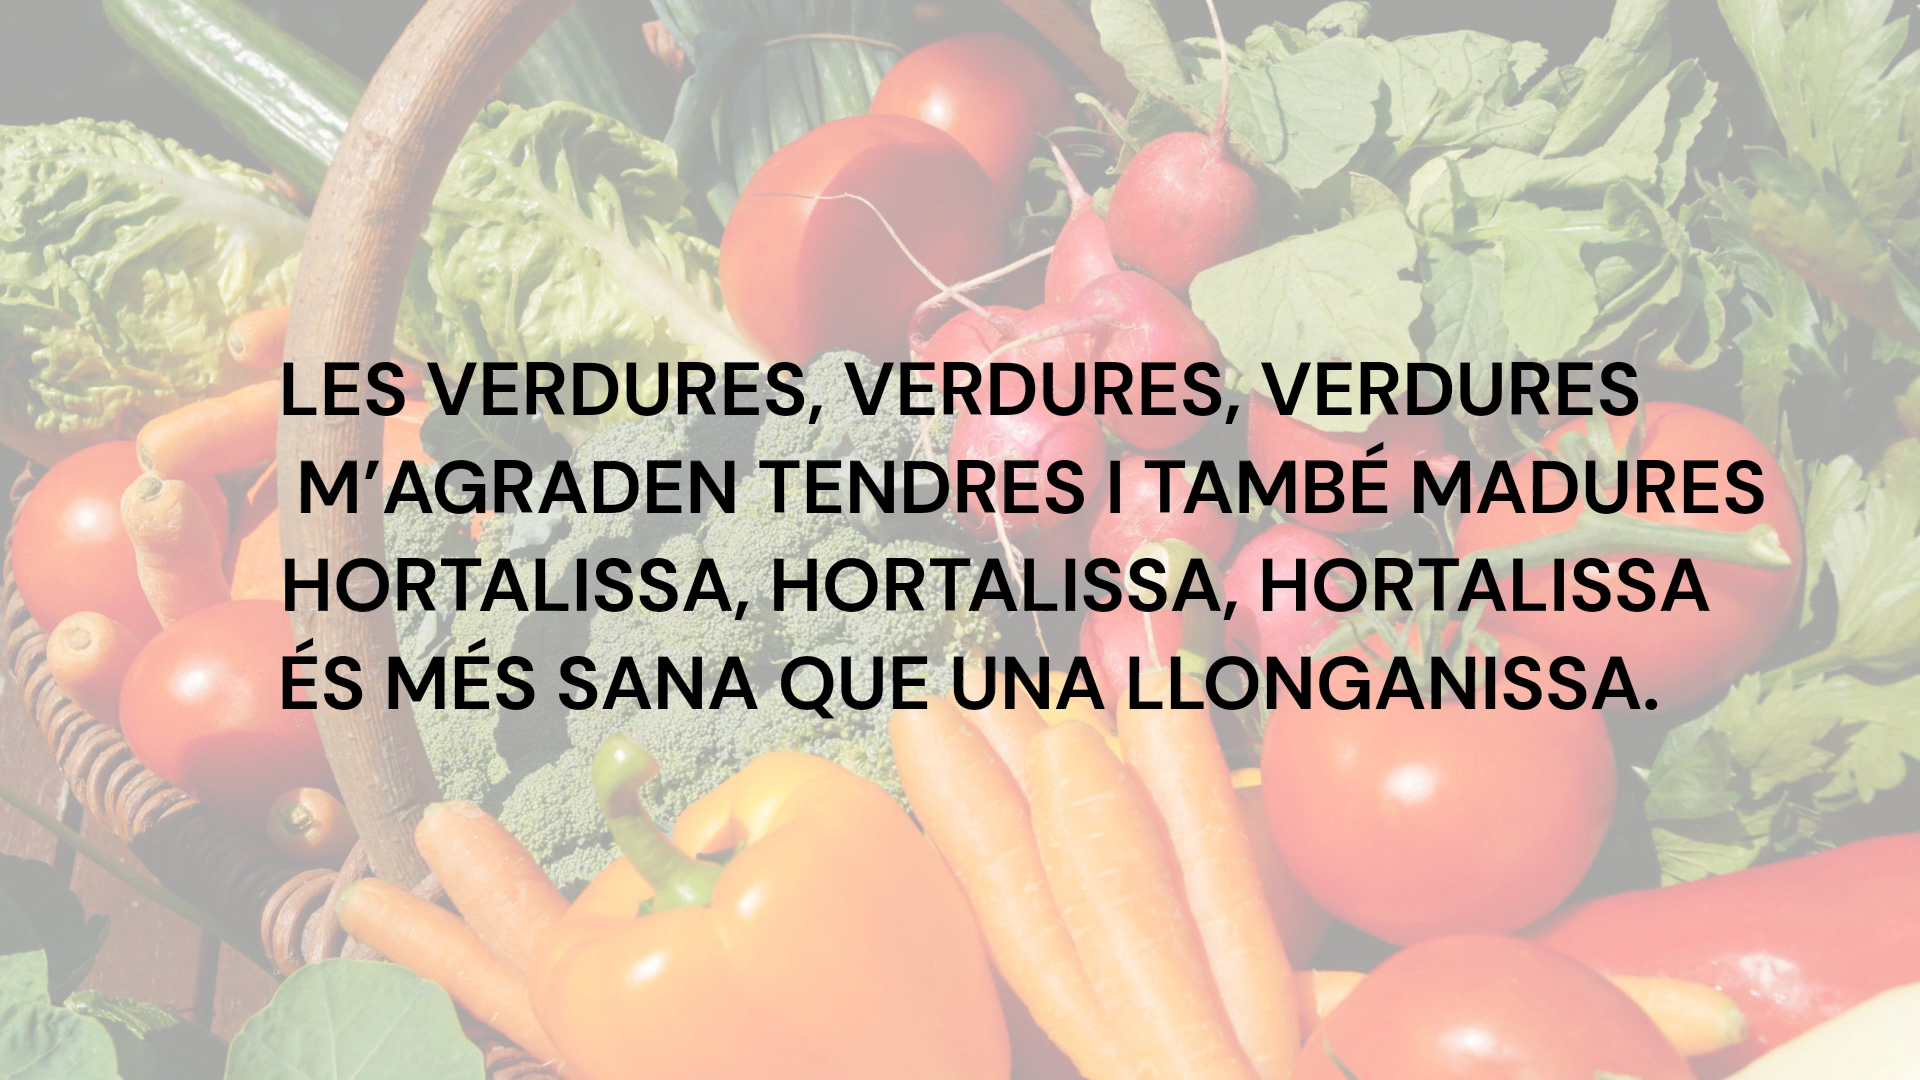 LES VERDURES, VERDURES, VERDURES
M’AGRADEN TENDRES I TAMBÉ MADURES
HORTALISSA, HORTALISSA, HORTALISSA
ÉS MÉS SANA QUE UNA LLONGANISSA.